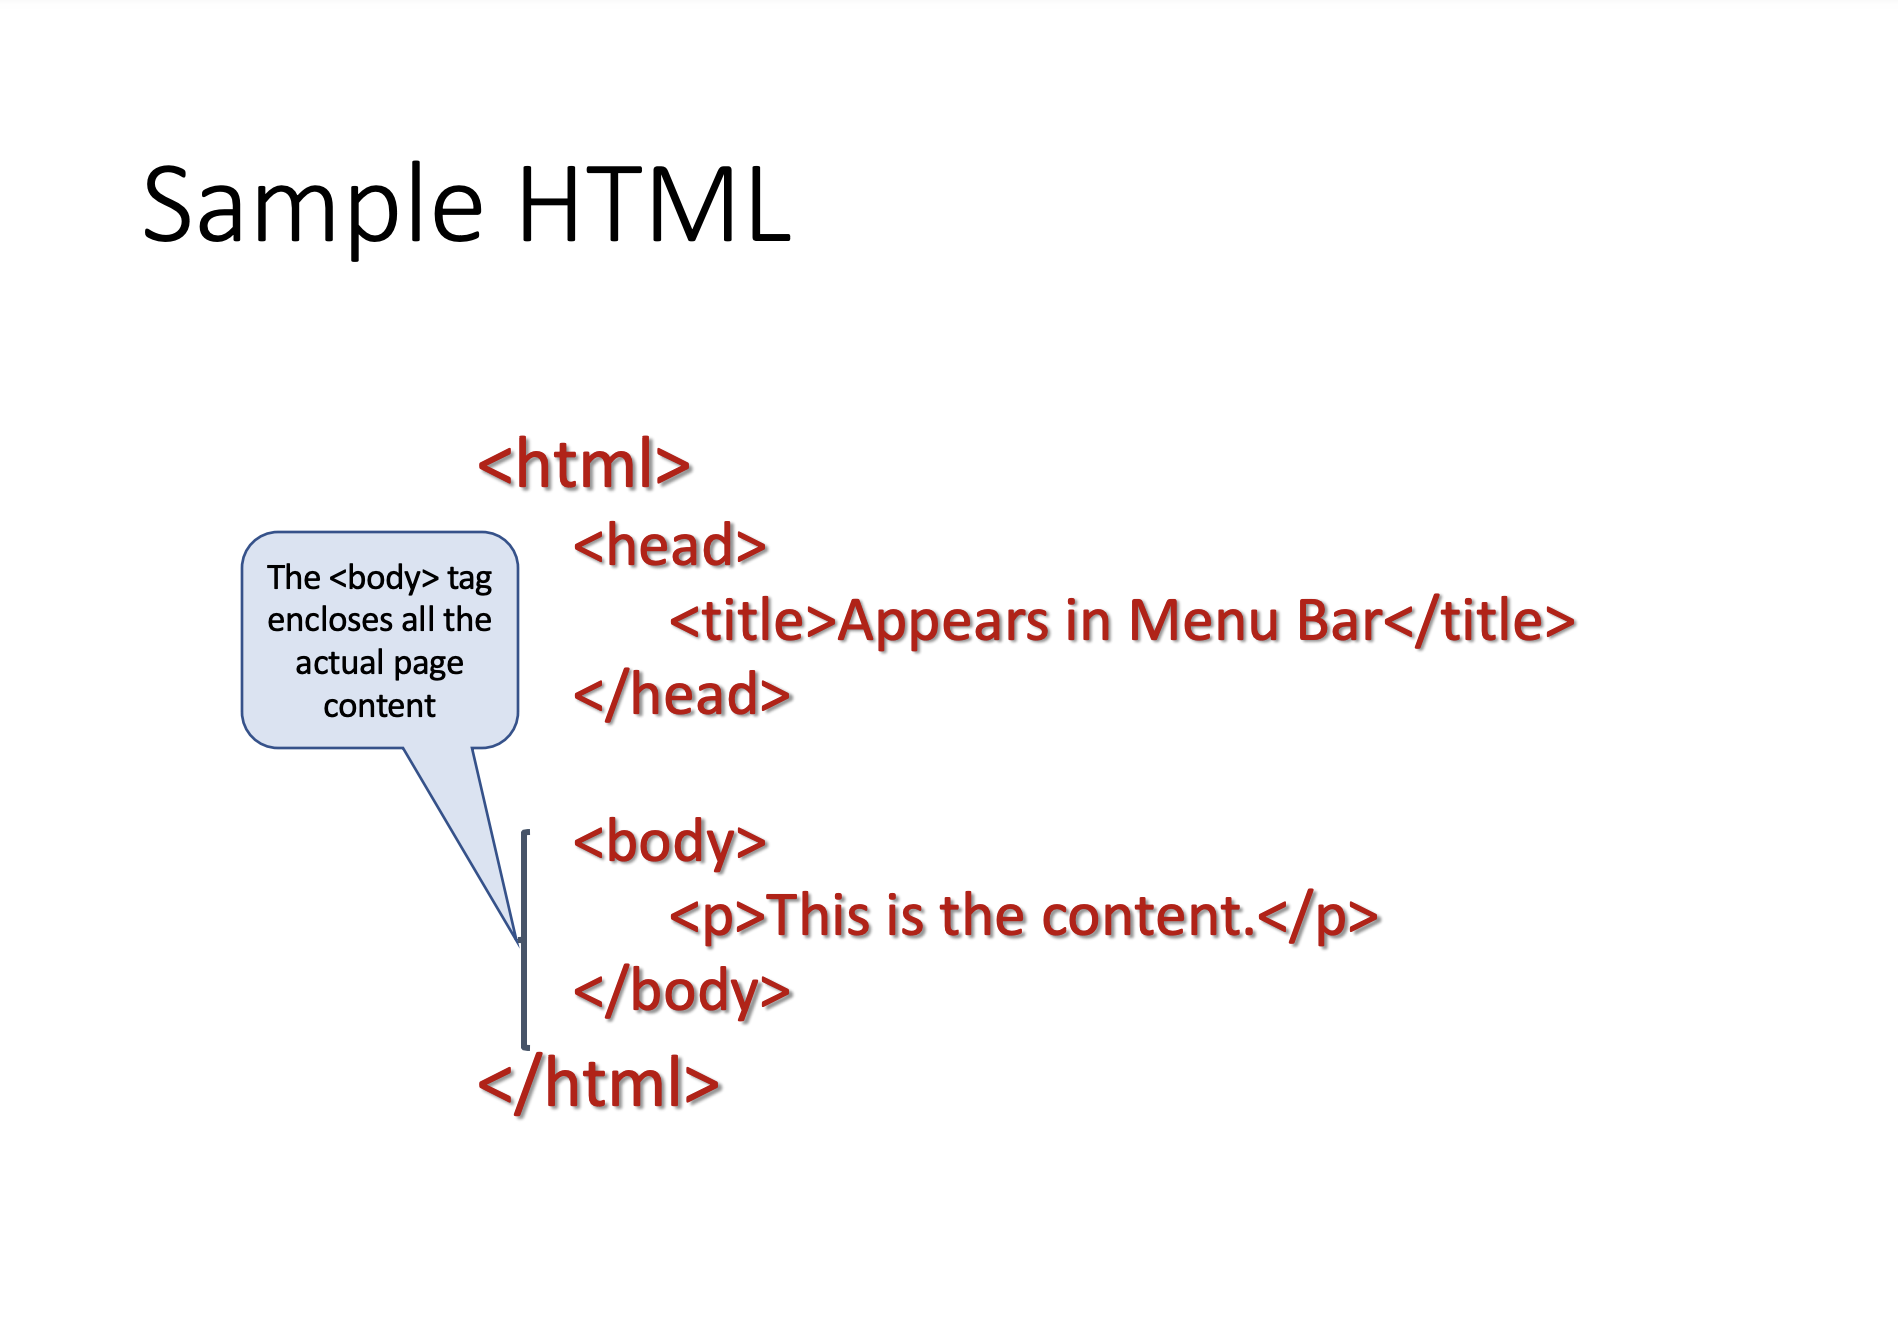 Sample HTML
<html>
<head>
The <body> tag
encloses all the
actual page
content
<title>Appears in Menu Bar</title>
</head>
<body>
<p>This is the content.</p>
</body>
</html>